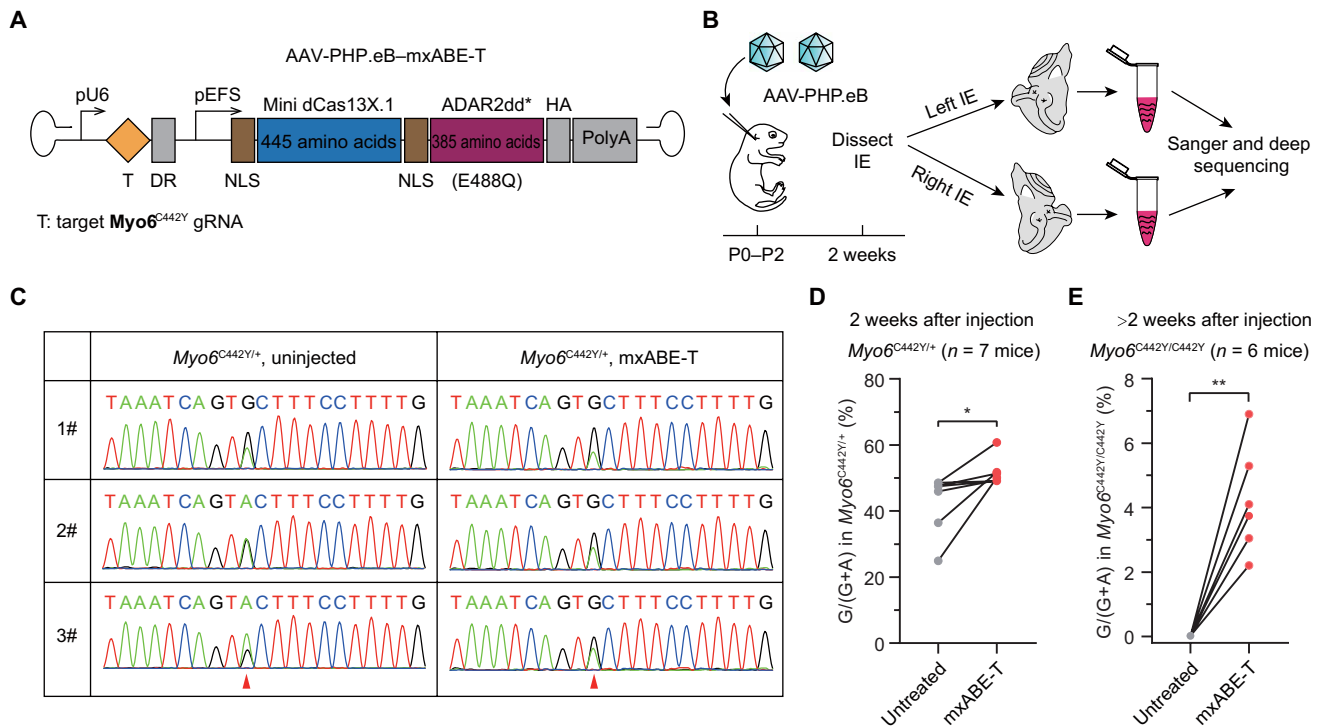 A
AAV-PHP.eB–mxABE-T
pU6
pEFS
Mini dCas13X.1
ADAR2dd*
HA
445 amino acids
385 amino acids
PolyA
T
DR
NLS
NLS
(E488Q)
T: target Myo6C442Y gRNA
B
AAV-PHP.eB
Dissect
IE
Left IE
Right IE
Sanger and deep
sequencing
P0–P2
2 weeks
C
Myo6C442Y/+, uninjected
Myo6C442Y/+, mxABE-T
1#
TAAATCAGTGCTTTCCTTTTG
TAAATCAGTGCTTTCCTTTTG
2#
TAAATCAGTACTTTCCTTTTG
TAAATCAGTGCTTTCCTTTTG
3#
TAAATCAGTACTTTCCTTTTG
TAAATCAGTGCTTTCCTTTTG
D
2 weeks after injection
Myo6C442Y/+ (n = 7 mice)
G/(G+A) in Myo6C442Y/+ (%)
80
60
40
20
0
*
Untreated
mxABE-T
E
>2 weeks after injection
Myo6C442Y/C442Y (n = 6 mice)
G/(G+A) in Myo6C442Y/C442Y (%)
8
6
4
2
0
**
Untreated
mxABE-T